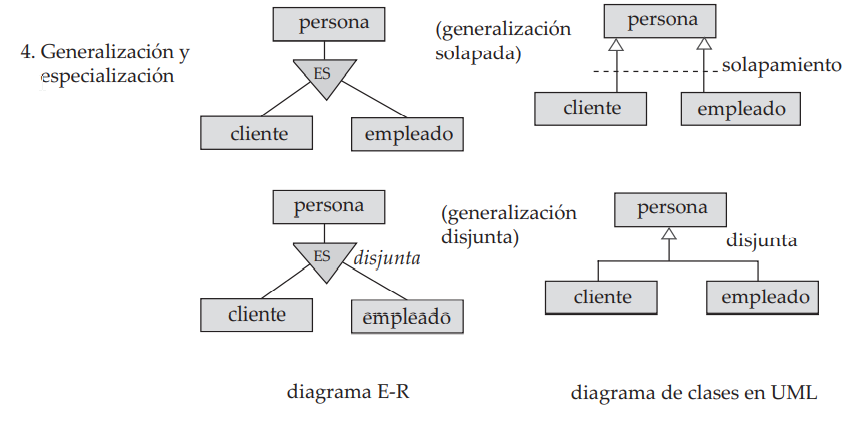 4. Generalización y
especialización
persona
ES
cliente
empleado
(generalización
solapada)
persona
solapamiento
cliente
empleado
persona
ES
disjunta
cliente
empleado
(generalización
disjunta)
persona
disjunta
cliente
empleado
diagrama E-R
diagrama de clases en UML